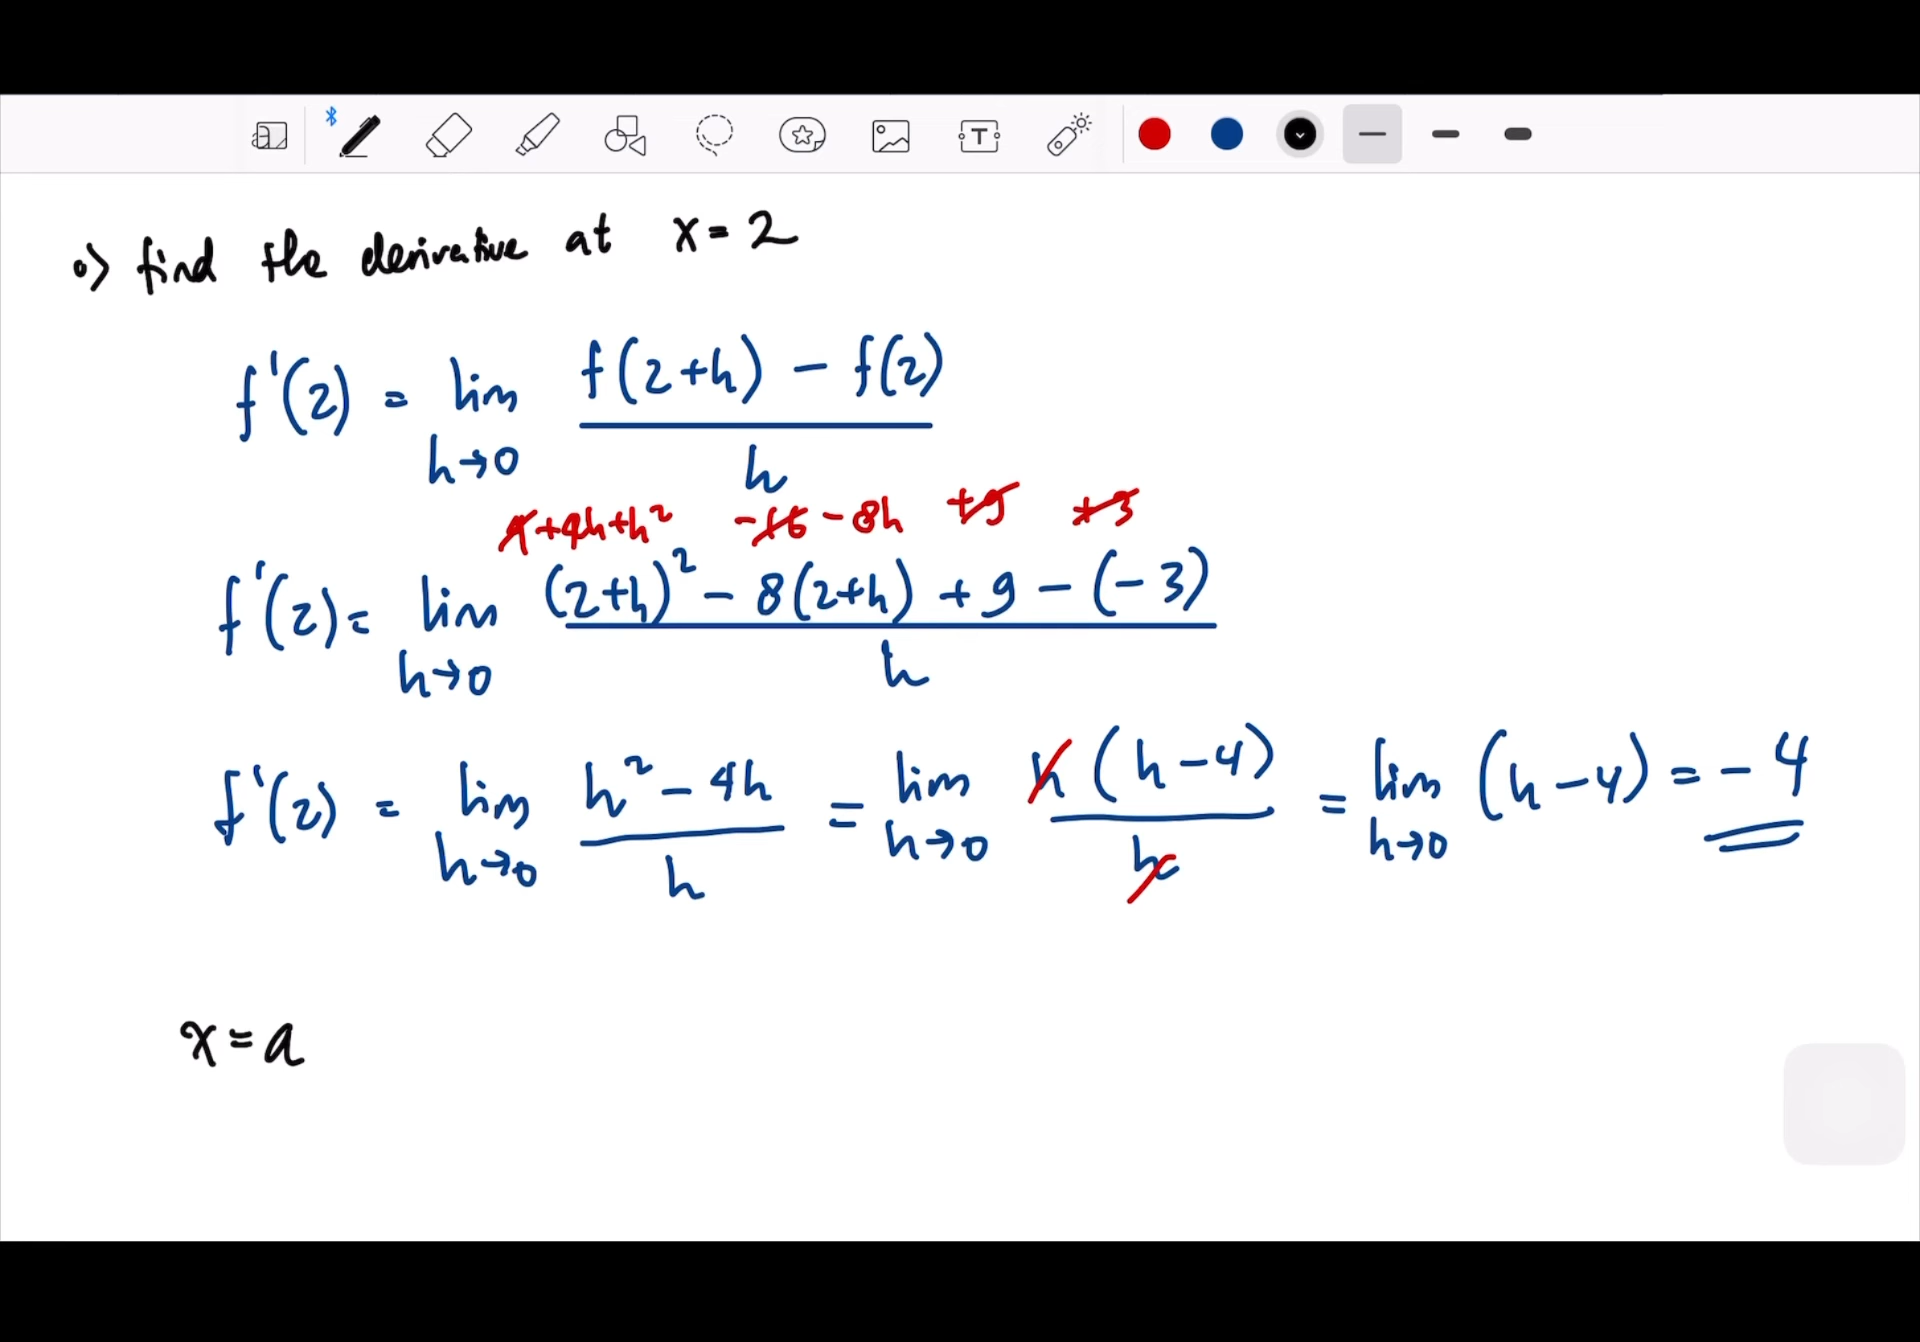 o) find the derivative at x = 2
f'(2) = lim h→0 f(2+h) − f(2) / h
4+4h+h² −16 − 8h +9 +3
f'(2) = lim h→0 (2+h)² − 8(2+h) + 9 − (−3) / h
f'(2) = lim h→0 h² − 4h / h = lim h→0 h(h−4) / h = lim h→0 (h−4) = −4
x = a